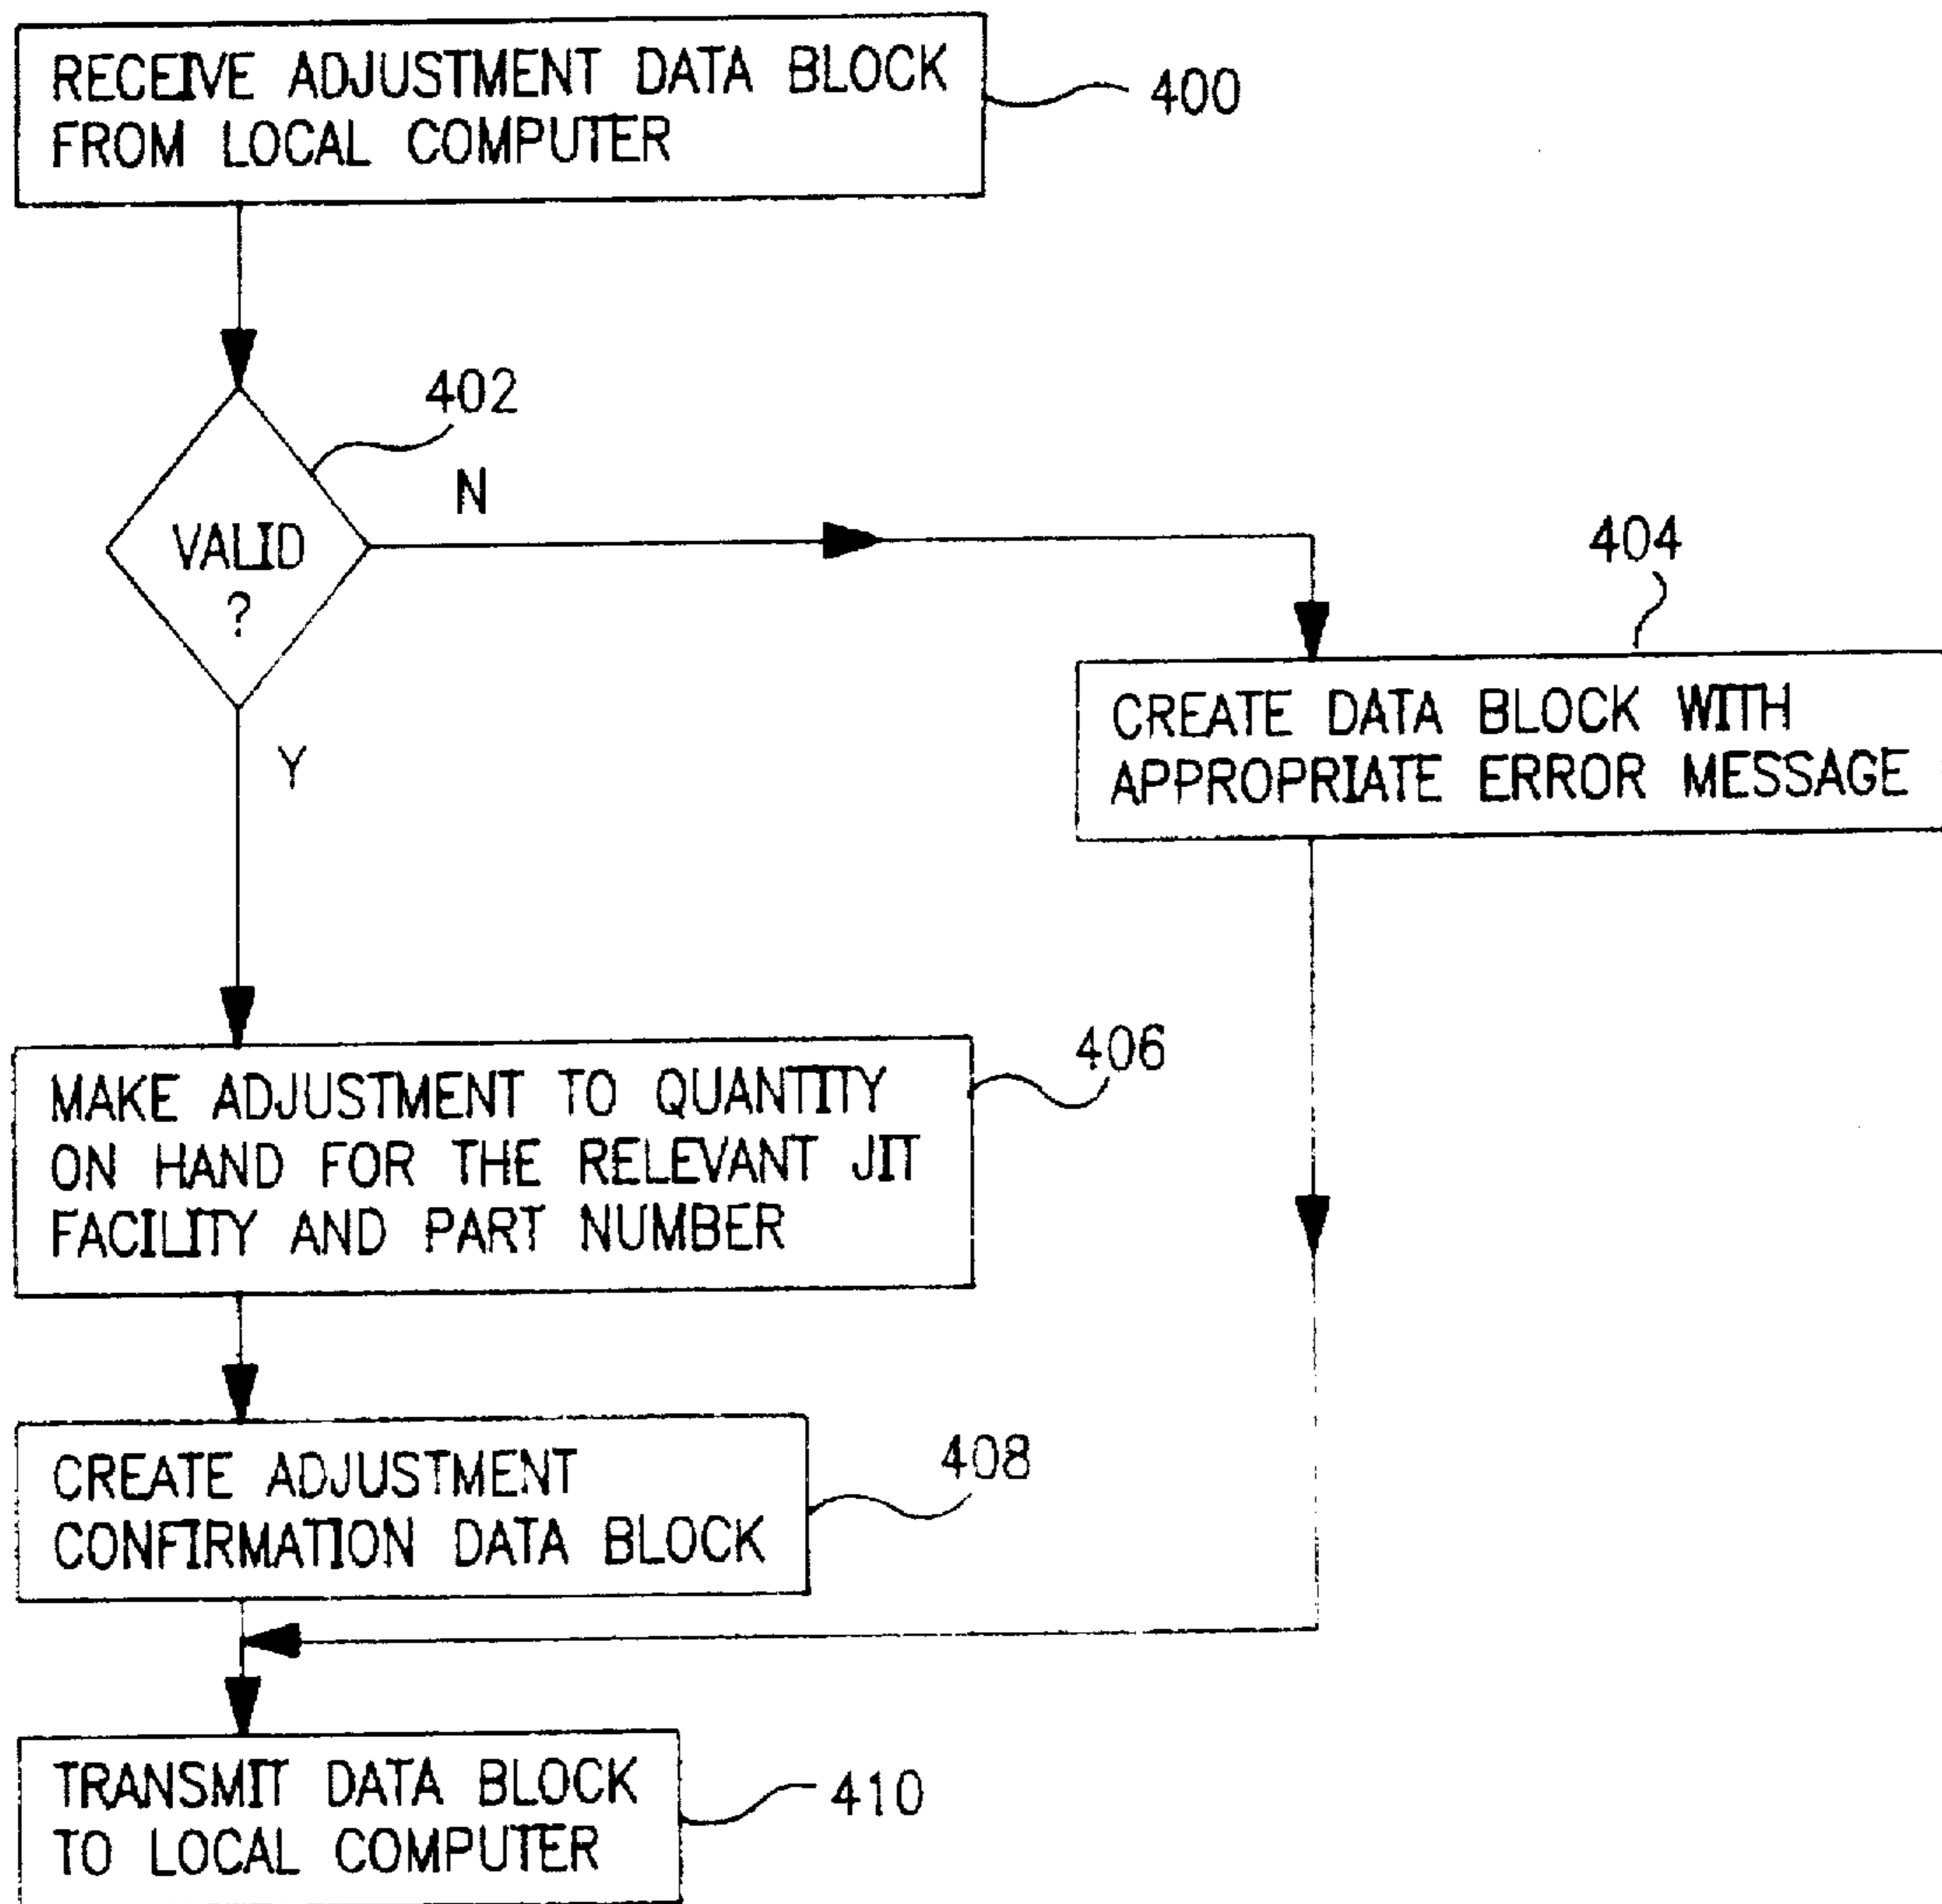 RECEIVE ADJUSTMENT DATA BLOCK
FROM LOCAL COMPUTER
400
402
N
VALID
?
404
Y
CREATE DATA BLOCK WITH
APPROPRIATE ERROR MESSAGE
406
MAKE ADJUSTMENT TO QUANTITY
ON HAND FOR THE RELEVANT JIT
FACILITY AND PART NUMBER
408
CREATE ADJUSTMENT
CONFIRMATION DATA BLOCK
TRANSMIT DATA BLOCK
TO LOCAL COMPUTER
410